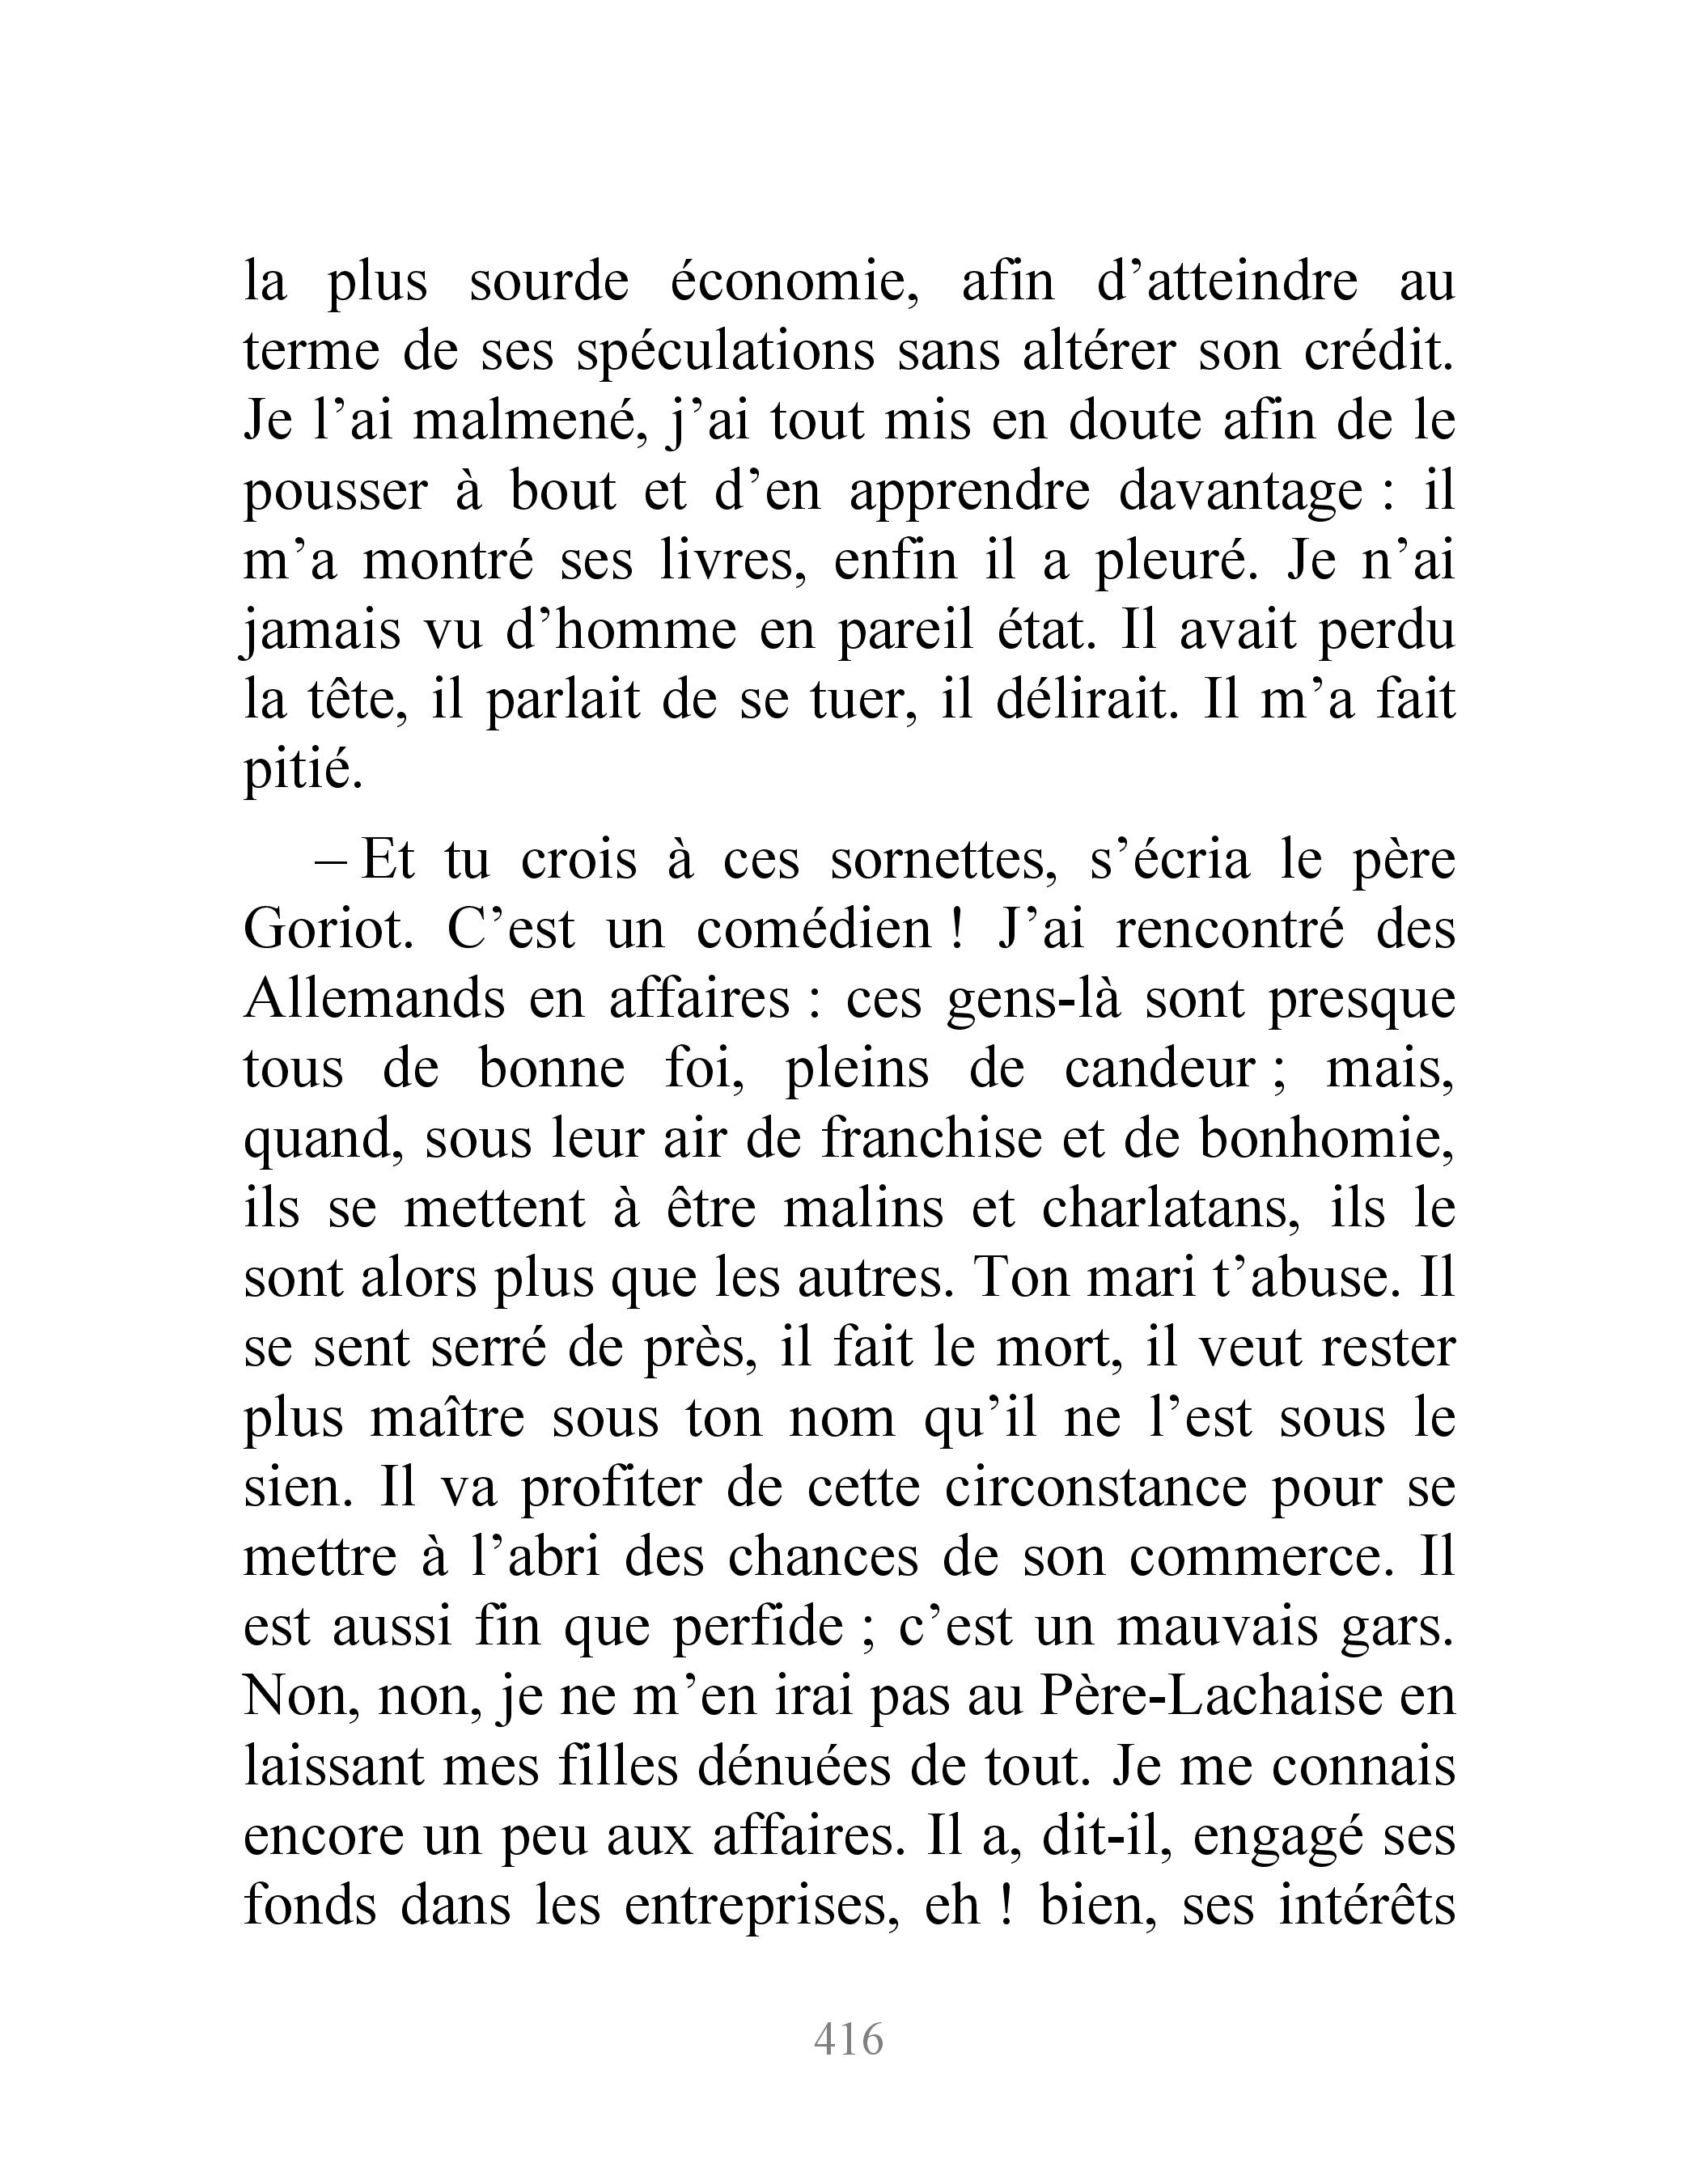 la plus sourde économie, afin d’atteindre au
terme de ses spéculations sans altérer son crédit.
Je l’ai malmené, j’ai tout mis en doute afin de le
pousser à bout et d’en apprendre davantage : il
m’a montré ses livres, enfin il a pleuré. Je n’ai
jamais vu d’homme en pareil état. Il avait perdu
la tête, il parlait de se tuer, il délirait. Il m’a fait
pitié.
– Et tu crois à ces sornettes, s’écria le père
Goriot. C’est un comédien ! J’ai rencontré des
Allemands en affaires : ces gens-là sont presque
tous de bonne foi, pleins de candeur ; mais,
quand, sous leur air de franchise et de bonhomie,
ils se mettent à être malins et charlatans, ils le
sont alors plus que les autres. Ton mari t’abuse. Il
se sent serré de près, il fait le mort, il veut rester
plus maître sous ton nom qu’il ne l’est sous le
sien. Il va profiter de cette circonstance pour se
mettre à l’abri des chances de son commerce. Il
est aussi fin que perfide ; c’est un mauvais gars.
Non, non, je ne m’en irai pas au Père-Lachaise en
laissant mes filles dénuées de tout. Je me connais
encore un peu aux affaires. Il a, dit-il, engagé ses
fonds dans les entreprises, eh ! bien, ses intérêts
416